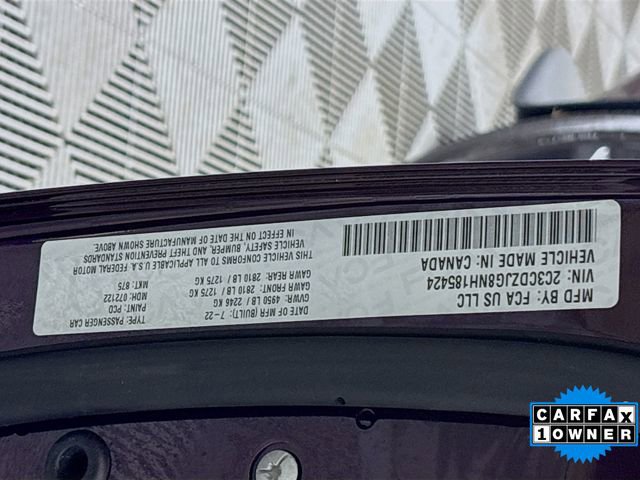 MFD BY: FCA US LLC
VIN: 2C3CDZJG8NH185424
VEHICLE MADE IN: CANADA
DATE OF MFR (BUILT): 7-22
GVWR: 4950 LB / 2245 KG
GAWR FRONT: 2810 LB / 1275 KG
GAWR REAR: 2810 LB / 1275 KG
TYPE: PASSENGER CAR
PAINT: PCD
MDH: 072122
MKT: 875
THIS VEHICLE CONFORMS TO ALL APPLICABLE U.S.A. FEDERAL MOTOR
VEHICLE SAFETY, BUMPER, AND THEFT PREVENTION STANDARDS
IN EFFECT ON THE DATE OF MANUFACTURE SHOWN ABOVE.
CARFAX
1 OWNER